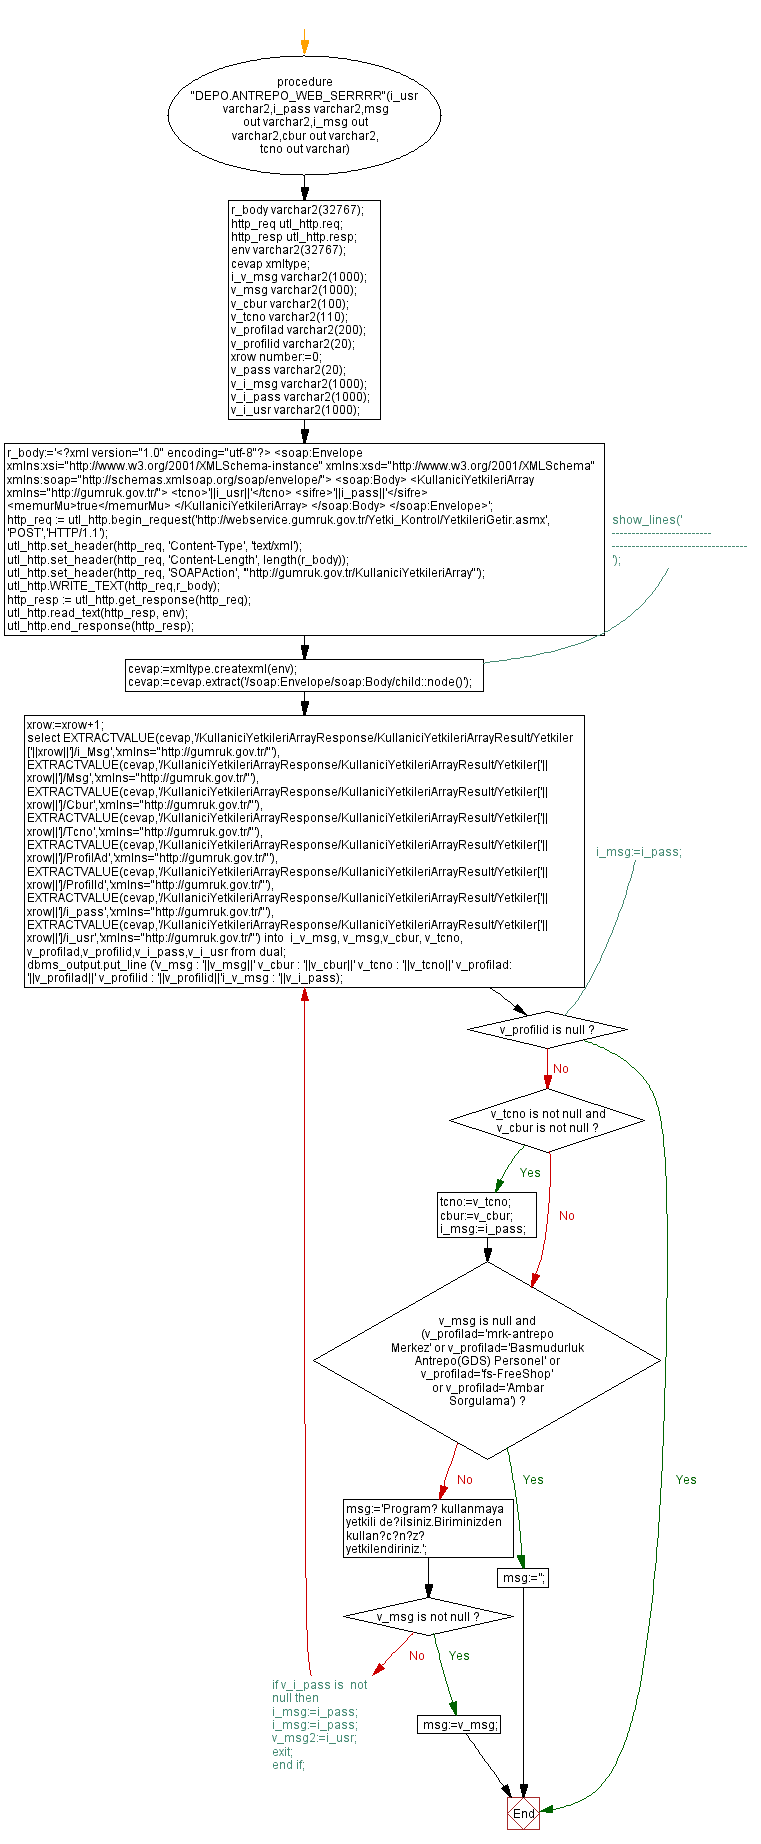 procedure
"DEPO.ANTREPO_WEB_SERRRR"(i_usr
varchar2,i_pass varchar2,msg
out varchar2,i_msg out
varchar2,cbur out varchar2,
tcno out varchar)
r_body varchar2(32767);
http_req utl_http.req;
http_resp utl_http.resp;
env varchar2(32767);
cevap xmltype;
i_v_msg varchar2(1000);
v_msg varchar2(1000);
v_cbur varchar2(100);
v_tcno varchar2(110);
v_profilad varchar2(200);
v_profilid varchar2(20);
xrow number:=0;
v_pass varchar2(20);
v_i_msg varchar2(1000);
v_i_pass varchar2(1000);
v_i_usr varchar2(1000);
r_body:='<?xml version="1.0" encoding="utf-8"?> <soap:Envelope
xmlns:xsi="http://www.w3.org/2001/XMLSchema-instance" xmlns:xsd="http://www.w3.org/2001/XMLSchema"
xmlns:soap="http://schemas.xmlsoap.org/soap/envelope/"> <soap:Body> <KullaniciYetkileriArray
xmlns="http://gumruk.gov.tr/"> <tcno>'||i_usr||'</tcno> <sifre>'||i_pass||'</sifre>
<memurMu>true</memurMu> </KullaniciYetkileriArray> </soap:Body> </soap:Envelope>';
http_req := utl_http.begin_request('http://webservice.gumruk.gov.tr/Yetki_Kontrol/YetkileriGetir.asmx',
'POST','HTTP/1.1');
utl_http.set_header(http_req, 'Content-Type', 'text/xml');
utl_http.set_header(http_req, 'Content-Length', length(r_body));
utl_http.set_header(http_req, 'SOAPAction', '"http://gumruk.gov.tr/KullaniciYetkileriArray"');
utl_http.WRITE_TEXT(http_req,r_body);
http_resp := utl_http.get_response(http_req);
utl_http.read_text(http_resp, env);
utl_http.end_response(http_resp);
show_lines('
-------------------------
----------------------------------
');
cevap:=xmltype.createxml(env);
cevap:=cevap.extract('/soap:Envelope/soap:Body/child::node()');
xrow:=xrow+1;
select EXTRACTVALUE(cevap,'/KullaniciYetkileriArrayResponse/KullaniciYetkileriArrayResult/Yetkiler
['||xrow||']/i_Msg','xmlns="http://gumruk.gov.tr/"'),
EXTRACTVALUE(cevap,'/KullaniciYetkileriArrayResponse/KullaniciYetkileriArrayResult/Yetkiler['||
xrow||']/Msg','xmlns="http://gumruk.gov.tr/"'),
EXTRACTVALUE(cevap,'/KullaniciYetkileriArrayResponse/KullaniciYetkileriArrayResult/Yetkiler['||
xrow||']/Cbur','xmlns="http://gumruk.gov.tr/"'),
EXTRACTVALUE(cevap,'/KullaniciYetkileriArrayResponse/KullaniciYetkileriArrayResult/Yetkiler['||
xrow||']/Tcno','xmlns="http://gumruk.gov.tr/"'),
EXTRACTVALUE(cevap,'/KullaniciYetkileriArrayResponse/KullaniciYetkileriArrayResult/Yetkiler['||
xrow||']/ProfilAd','xmlns="http://gumruk.gov.tr/"'),
EXTRACTVALUE(cevap,'/KullaniciYetkileriArrayResponse/KullaniciYetkileriArrayResult/Yetkiler['||
xrow||']/ProfilId','xmlns="http://gumruk.gov.tr/"'),
EXTRACTVALUE(cevap,'/KullaniciYetkileriArrayResponse/KullaniciYetkileriArrayResult/Yetkiler['||
xrow||']/i_pass','xmlns="http://gumruk.gov.tr/"'),
EXTRACTVALUE(cevap,'/KullaniciYetkileriArrayResponse/KullaniciYetkileriArrayResult/Yetkiler['||
xrow||']/i_usr','xmlns="http://gumruk.gov.tr/"') into  i_v_msg, v_msg,v_cbur, v_tcno,
v_profilad,v_profilid,v_i_pass,v_i_usr from dual;
dbms_output.put_line ('v_msg : '||v_msg||' v_cbur : '||v_cbur||' v_tcno : '||v_tcno||' v_profilad:
'||v_profilad||' v_profilid : '||v_profilid||'i_v_msg : '||v_i_pass);
i_msg:=i_pass;
v_profilid is null ?
No
v_tcno is not null and
v_cbur is not null ?
Yes
tcno:=v_tcno;
cbur:=v_cbur;
i_msg:=i_pass;
No
v_msg is null and
(v_profilad='mrk-antrepo
Merkez' or v_profilad='Basmudurluk
Antrepo(GDS) Personel' or
v_profilad='fs-FreeShop'
or v_profilad='Ambar
Sorgulama') ?
No
Yes
Yes
msg:='Program? kullanmaya
yetkili de?ilsiniz.Biriminizden
kullan?c?n?z?
yetkilendiriniz.';
msg:='';
v_msg is not null ?
No
Yes
if v_i_pass is  not
null then
i_msg:=i_pass;
i_msg:=i_pass;
v_msg2:=i_usr;
exit;
end if;
msg:=v_msg;
End